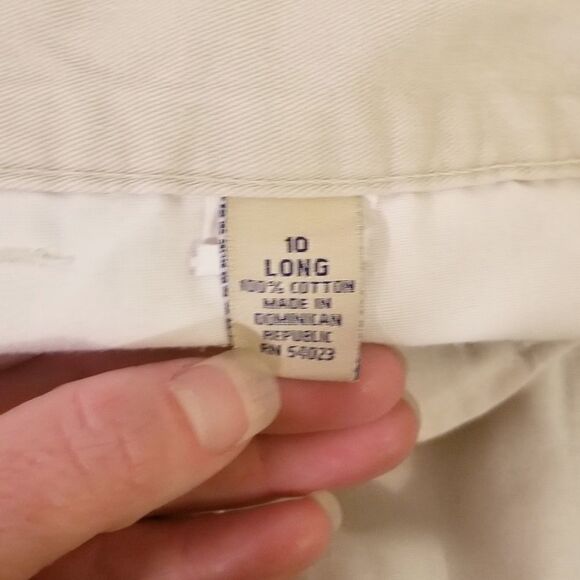 10
LONG
100% COTTON
MADE IN
DOMINICAN
REPUBLIC
RN 54023